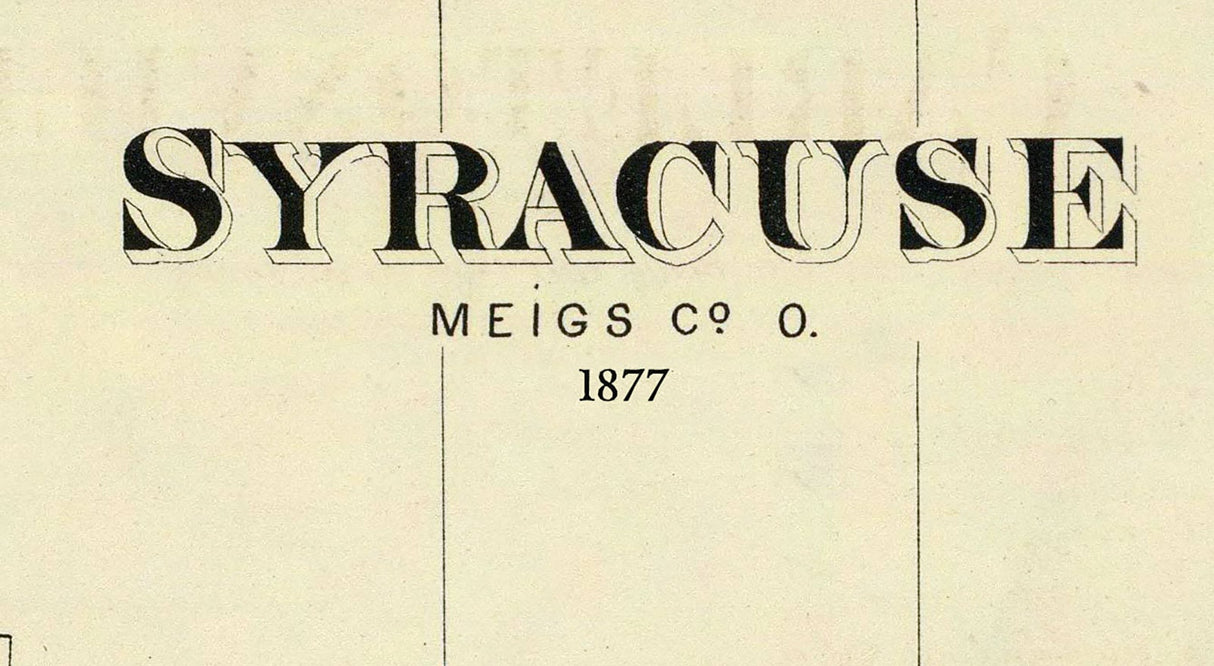 SYRACUSE
MEiGS Cº O.
1877